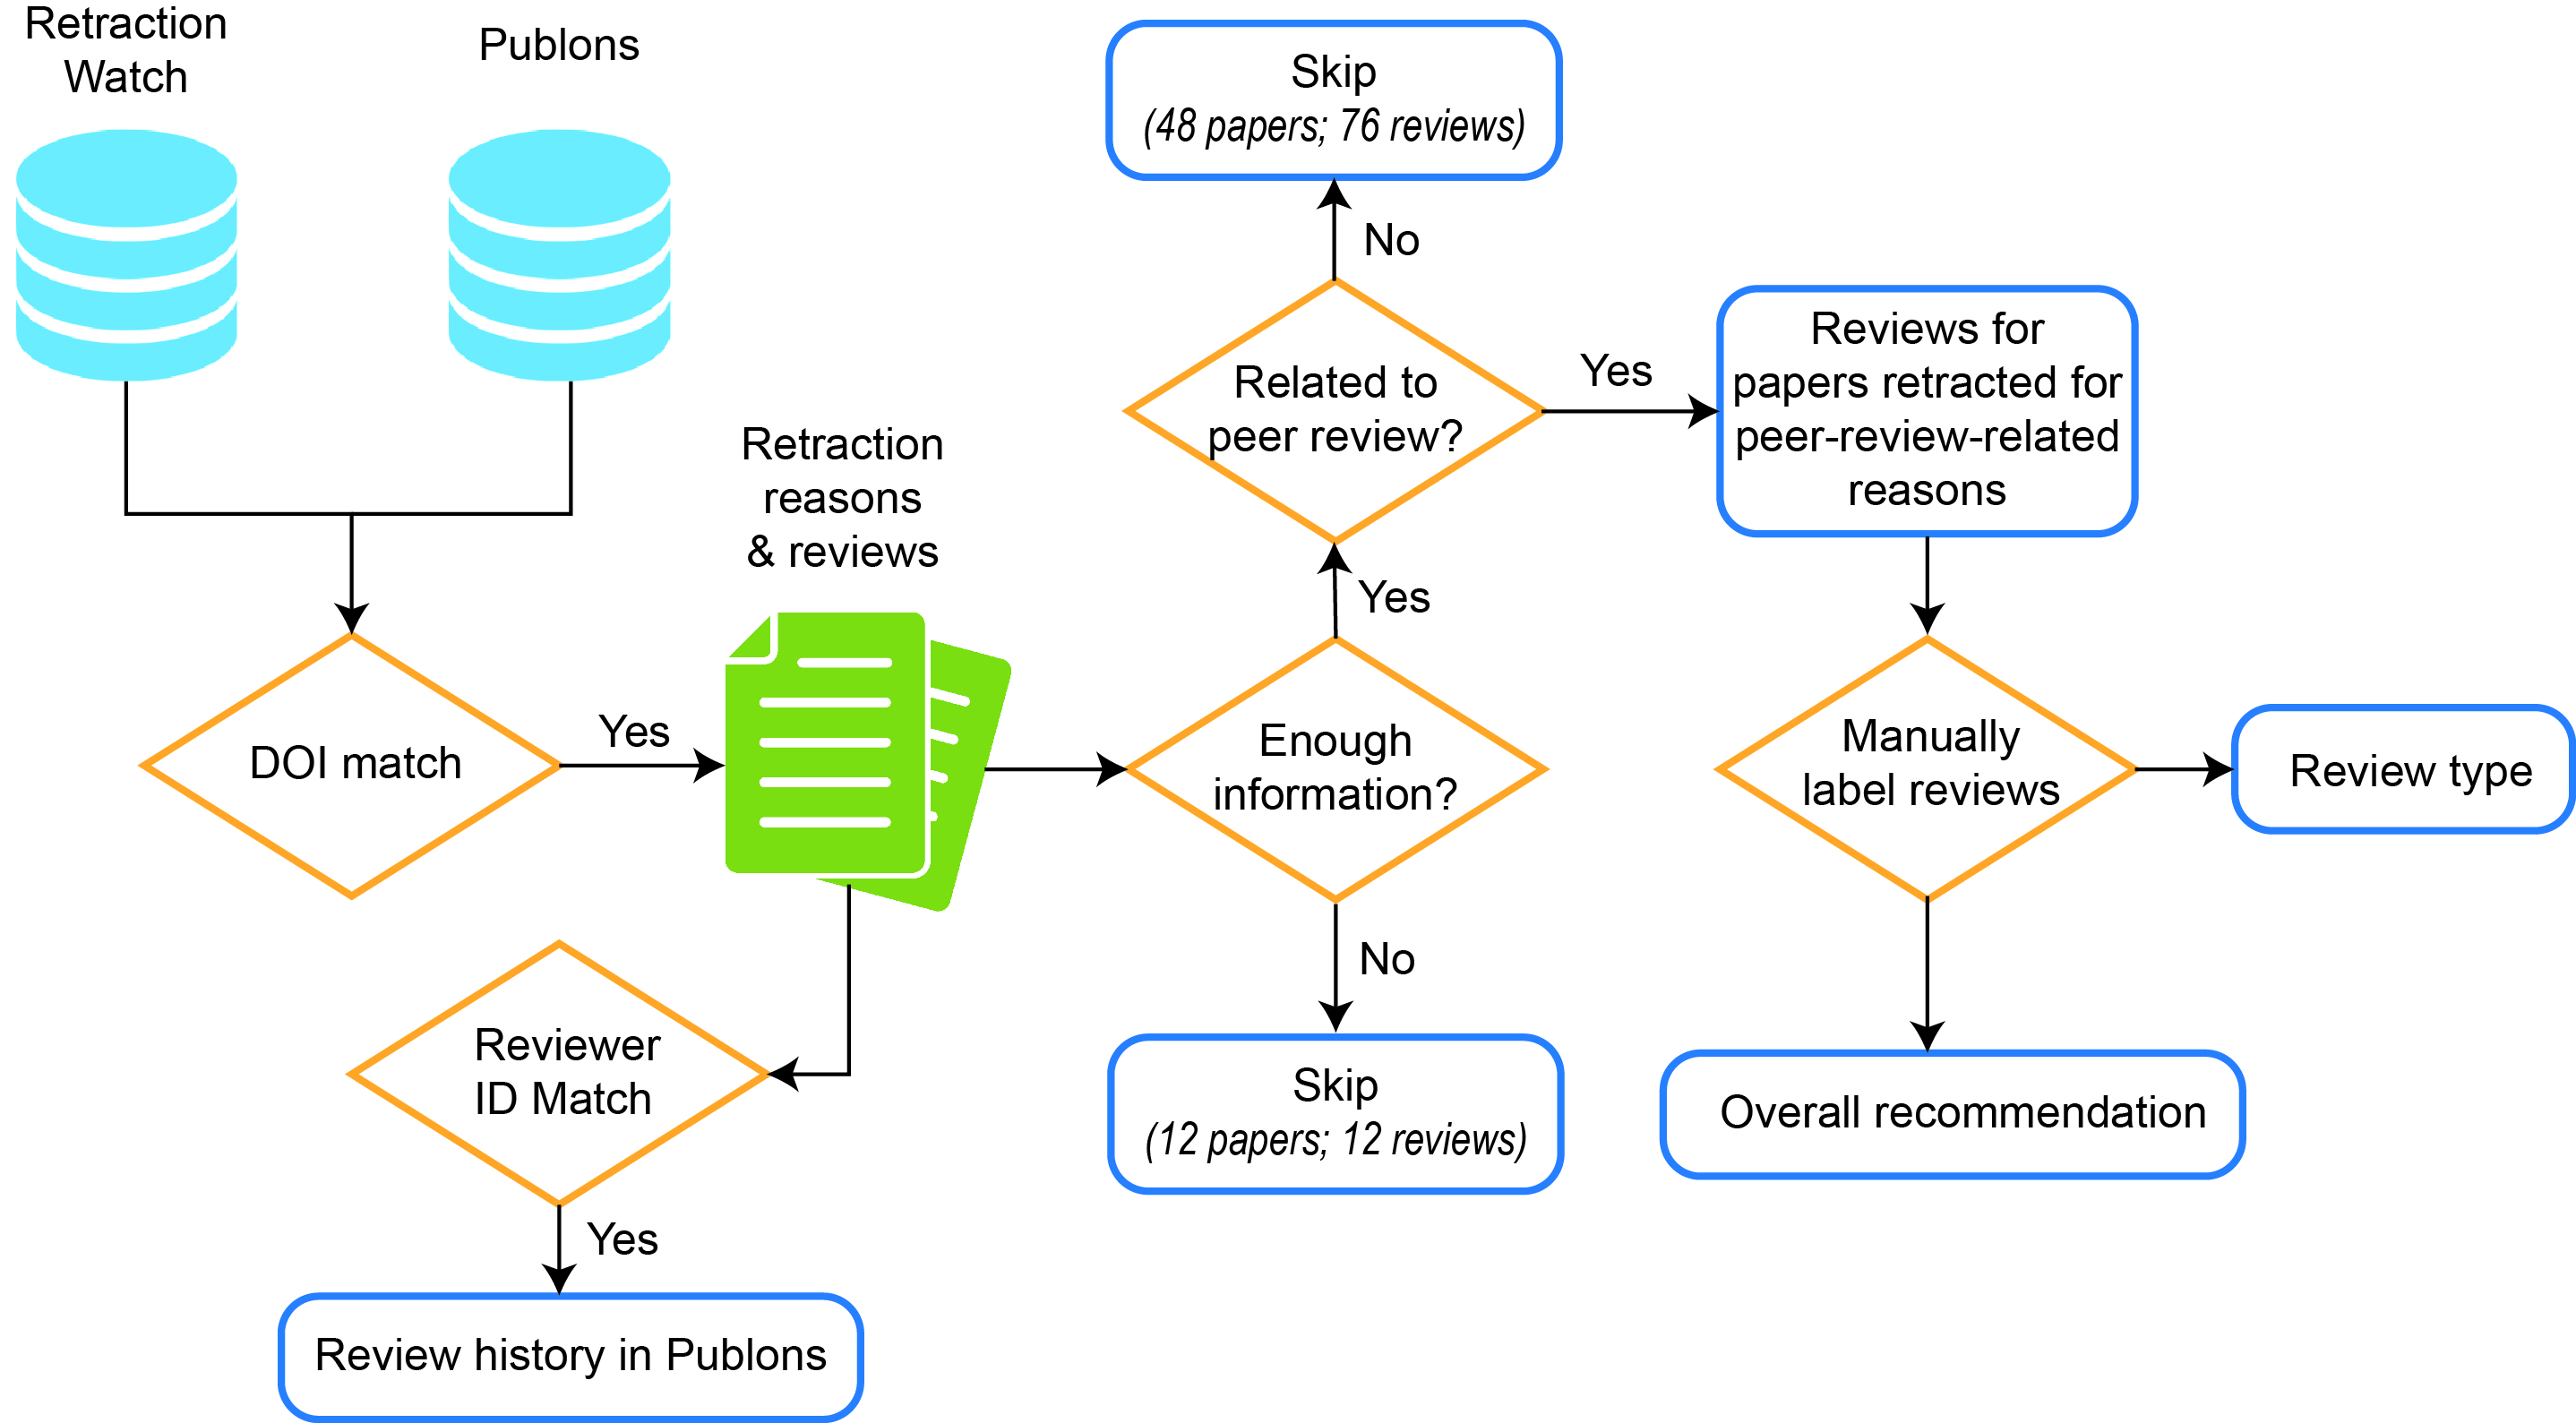 Retraction
Watch
Publons
DOI match
Yes
Retraction
reasons
& reviews
Reviewer
ID Match
Yes
Review history in Publons
Enough
information?
No
Skip
(12 papers; 12 reviews)
Yes
Related to
peer review?
No
Skip
(48 papers; 76 reviews)
Yes
Reviews for
papers retracted for
peer-review-related
reasons
Manually
label reviews
Review type
Overall recommendation